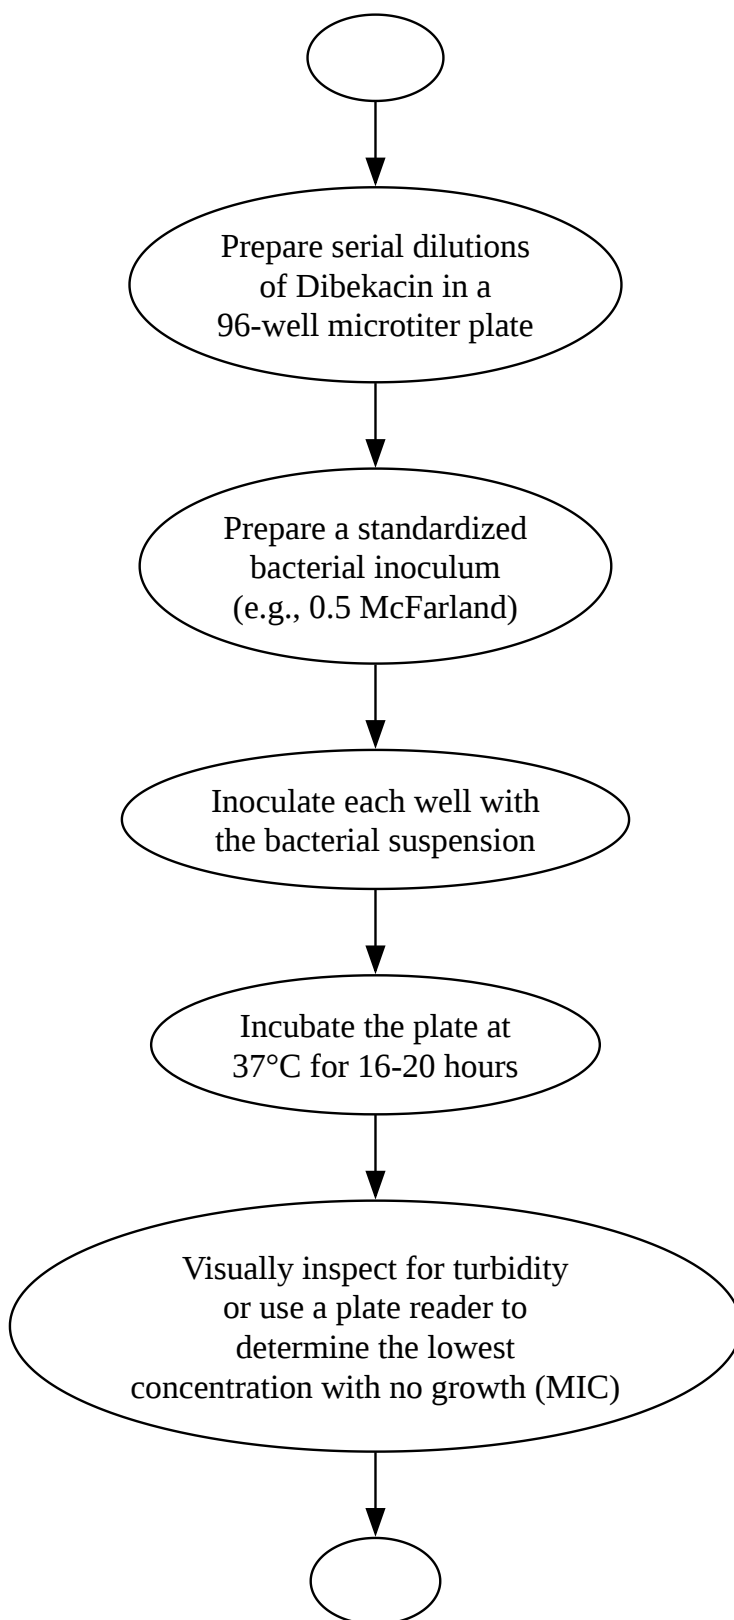 Prepare serial dilutions
of Dibekacin in a
96-well microtiter plate
Prepare a standardized
bacterial inoculum
(e.g., 0.5 McFarland)
Inoculate each well with
the bacterial suspension
Incubate the plate at
37°C for 16-20 hours
Visually inspect for turbidity
or use a plate reader to
determine the lowest
concentration with no growth (MIC)